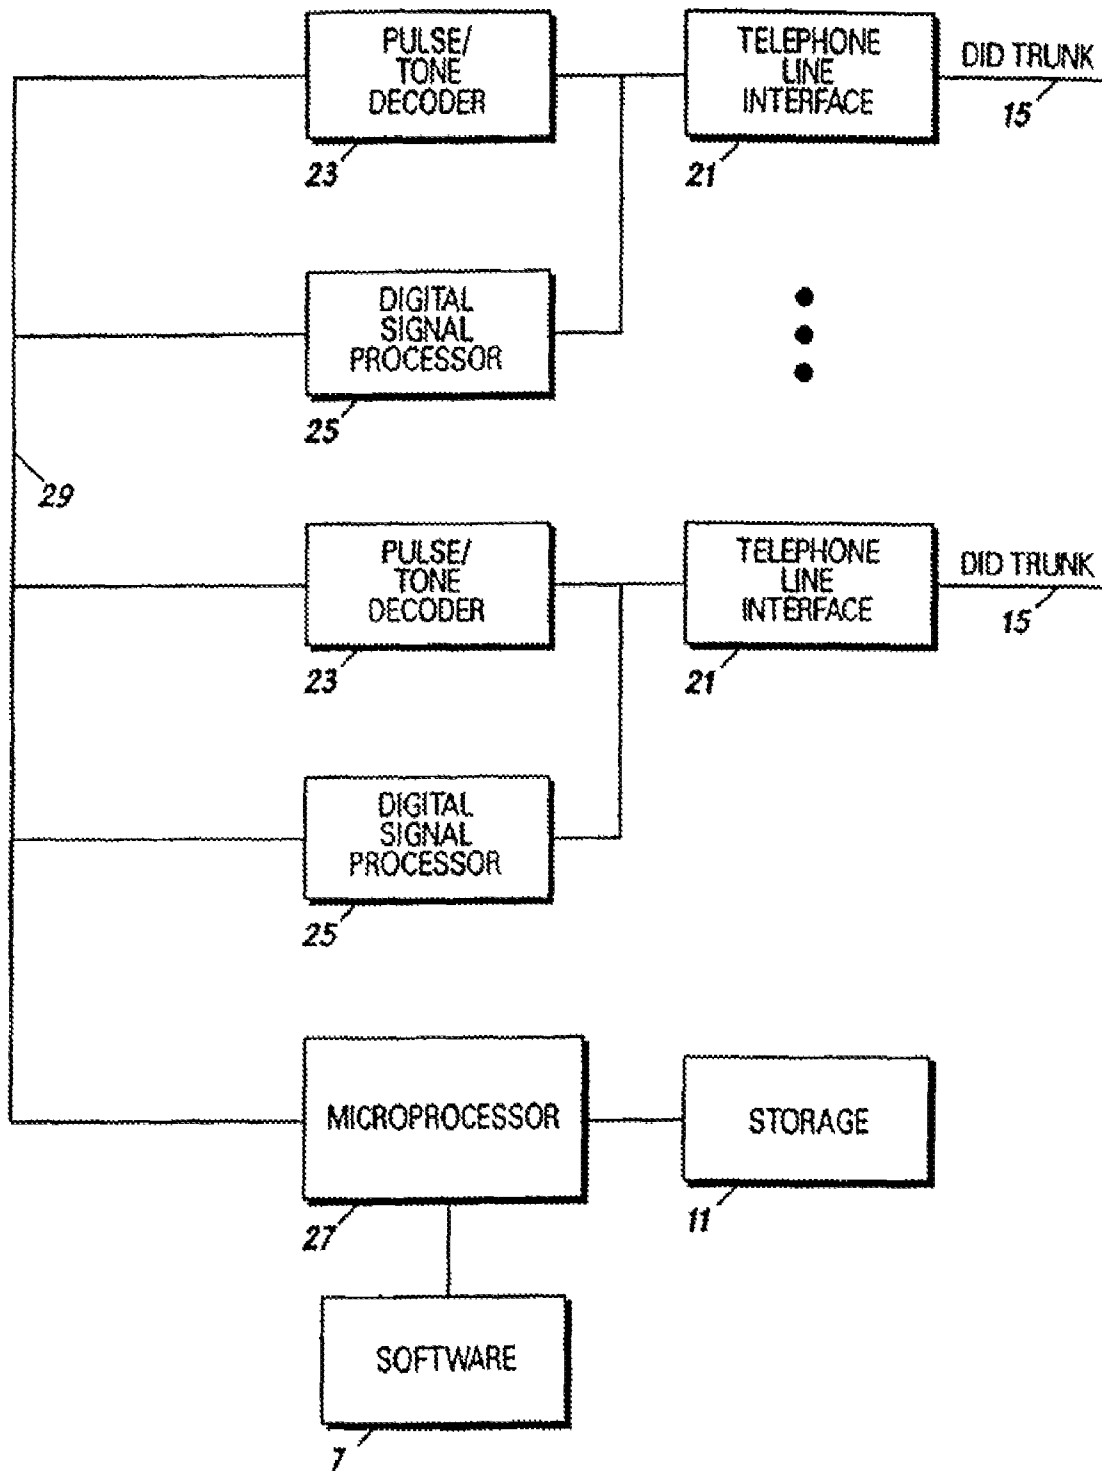 PULSE/
TONE
DECODER
23
TELEPHONE
LINE
INTERFACE
21
DID TRUNK
15
DIGITAL
SIGNAL
PROCESSOR
25
29
PULSE/
TONE
DECODER
23
TELEPHONE
LINE
INTERFACE
21
DID TRUNK
15
DIGITAL
SIGNAL
PROCESSOR
25
MICROPROCESSOR
27
STORAGE
11
SOFTWARE
7